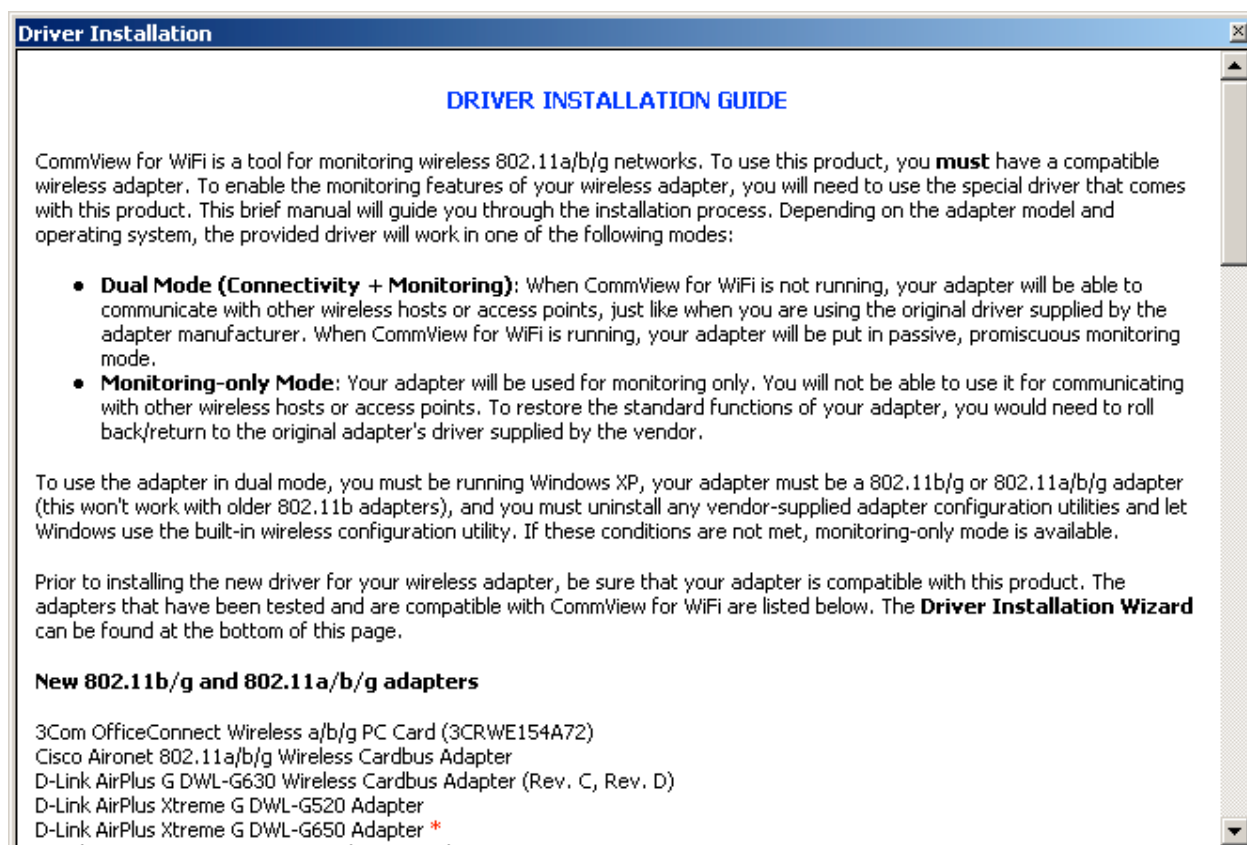 Driver Installation
DRIVER INSTALLATION GUIDE
CommView for WiFi is a tool for monitoring wireless 802.11a/b/g networks. To use this product, you must have a compatible
wireless adapter. To enable the monitoring features of your wireless adapter, you will need to use the special driver that comes
with this product. This brief manual will guide you through the installation process. Depending on the adapter model and
operating system, the provided driver will work in one of the following modes:
● Dual Mode (Connectivity + Monitoring): When CommView for WiFi is not running, your adapter will be able to
communicate with other wireless hosts or access points, just like when you are using the original driver supplied by the
adapter manufacturer. When CommView for WiFi is running, your adapter will be put in passive, promiscuous monitoring
mode.
● Monitoring-only Mode: Your adapter will be used for monitoring only. You will not be able to use it for communicating
with other wireless hosts or access points. To restore the standard functions of your adapter, you would need to roll
back/return to the original adapter's driver supplied by the vendor.
To use the adapter in dual mode, you must be running Windows XP, your adapter must be a 802.11b/g or 802.11a/b/g adapter
(this won't work with older 802.11b adapters), and you must uninstall any vendor-supplied adapter configuration utilities and let
Windows use the built-in wireless configuration utility. If these conditions are not met, monitoring-only mode is available.
Prior to installing the new driver for your wireless adapter, be sure that your adapter is compatible with this product. The
adapters that have been tested and are compatible with CommView for WiFi are listed below. The Driver Installation Wizard
can be found at the bottom of this page.
New 802.11b/g and 802.11a/b/g adapters
3Com OfficeConnect Wireless a/b/g PC Card (3CRWE154A72)
Cisco Aironet 802.11a/b/g Wireless Cardbus Adapter
D-Link AirPlus G DWL-G630 Wireless Cardbus Adapter (Rev. C, Rev. D)
D-Link AirPlus Xtreme G DWL-G520 Adapter
D-Link AirPlus Xtreme G DWL-G650 Adapter *